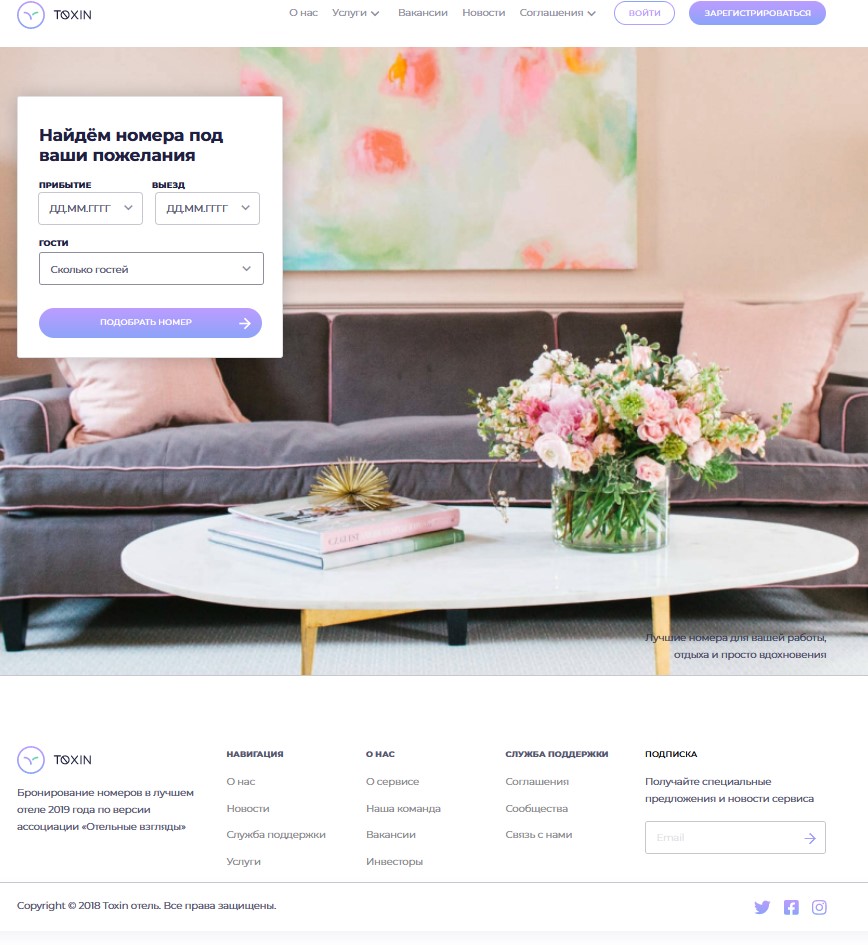 TOXIN
О нас Услуги Вакансии Новости Соглашения ВОЙТИ ЗАРЕГИСТРИРОВАТЬСЯ
Найдём номера под
ваши пожелания
ПРИБЫТИЕ ВЫЕЗД
ДД.ММ.ГГГГ ДД.ММ.ГГГГ
ГОСТИ
Сколько гостей
ПОДОБРАТЬ НОМЕР
Лучшие номера для вашей работы,
отдыха и просто вдохновения
TOXIN
Бронирование номеров в лучшем
отеле 2019 года по версии
ассоциации «Отельные взгляды»
НАВИГАЦИЯ
О нас
Новости
Служба поддержки
Услуги
О НАС
О сервисе
Наша команда
Вакансии
Инвесторы
СЛУЖБА ПОДДЕРЖКИ
Соглашения
Сообщества
Связь с нами
ПОДПИСКА
Получайте специальные
предложения и новости сервиса
Email
Copyright © 2018 Toxin отель. Все права защищены.